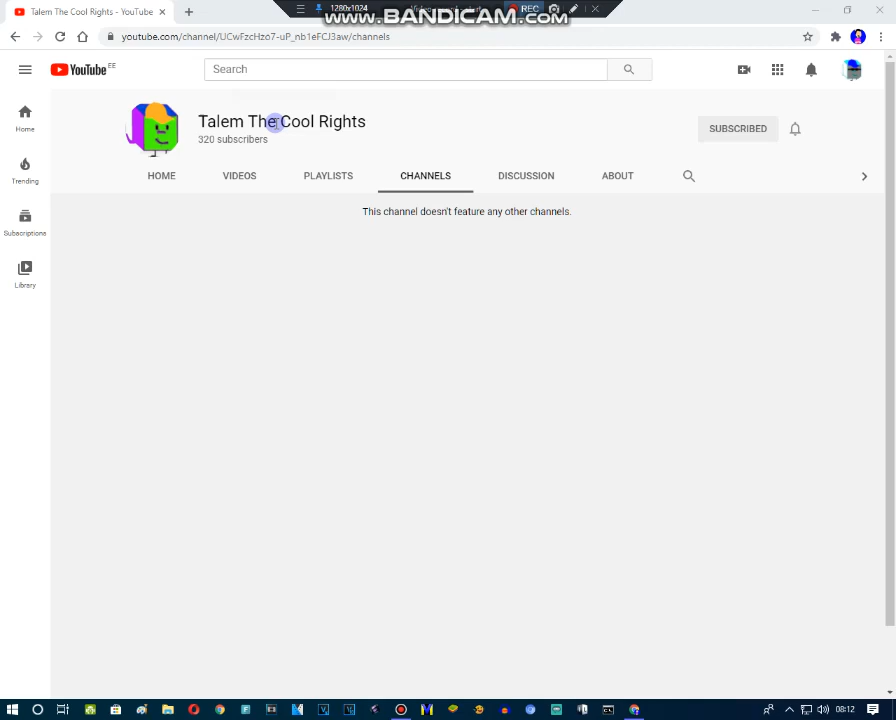 Talem The Cool Rights - YouTube
1280x1024
REC
www.BANDICAM.com
youtube.com/channel/UCwFzcHzo7-uP_nb1eFCJ3aw/channels
YouTube EE
Search
Talem The Cool Rights
320 subscribers
SUBSCRIBED
HOME VIDEOS PLAYLISTS CHANNELS DISCUSSION ABOUT
This channel doesn't feature any other channels.
Home
Trending
Subscriptions
Library
08:12